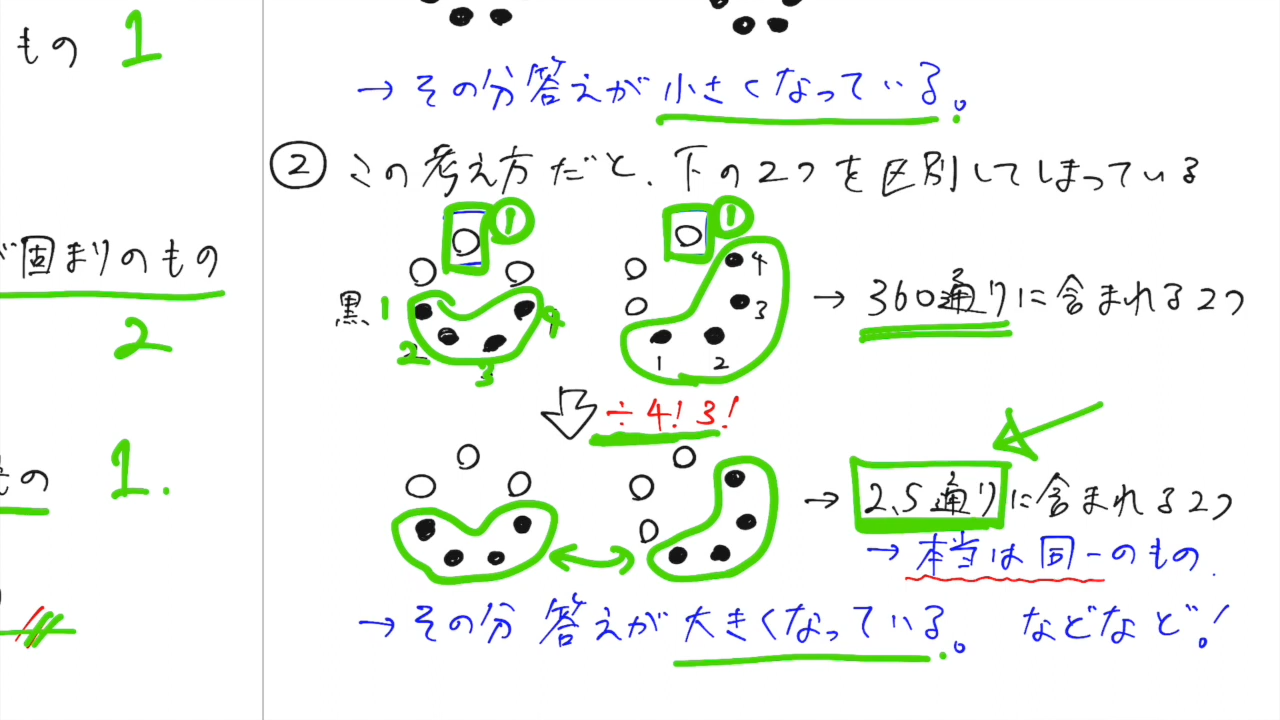 もの 1
が固まりのもの
2
もの 1.
→その分答えが小さくなっている。
② この考え方だと、下の2つを区別してしまっている
① ①
黒 1 2 3 4 1 2 3 4 → 360通りに含まれる2つ
÷4!3!
→ 2.5通りに含まれる2つ
→本当は同一のもの.
→その分 答えが大きくなっている。 などなど!